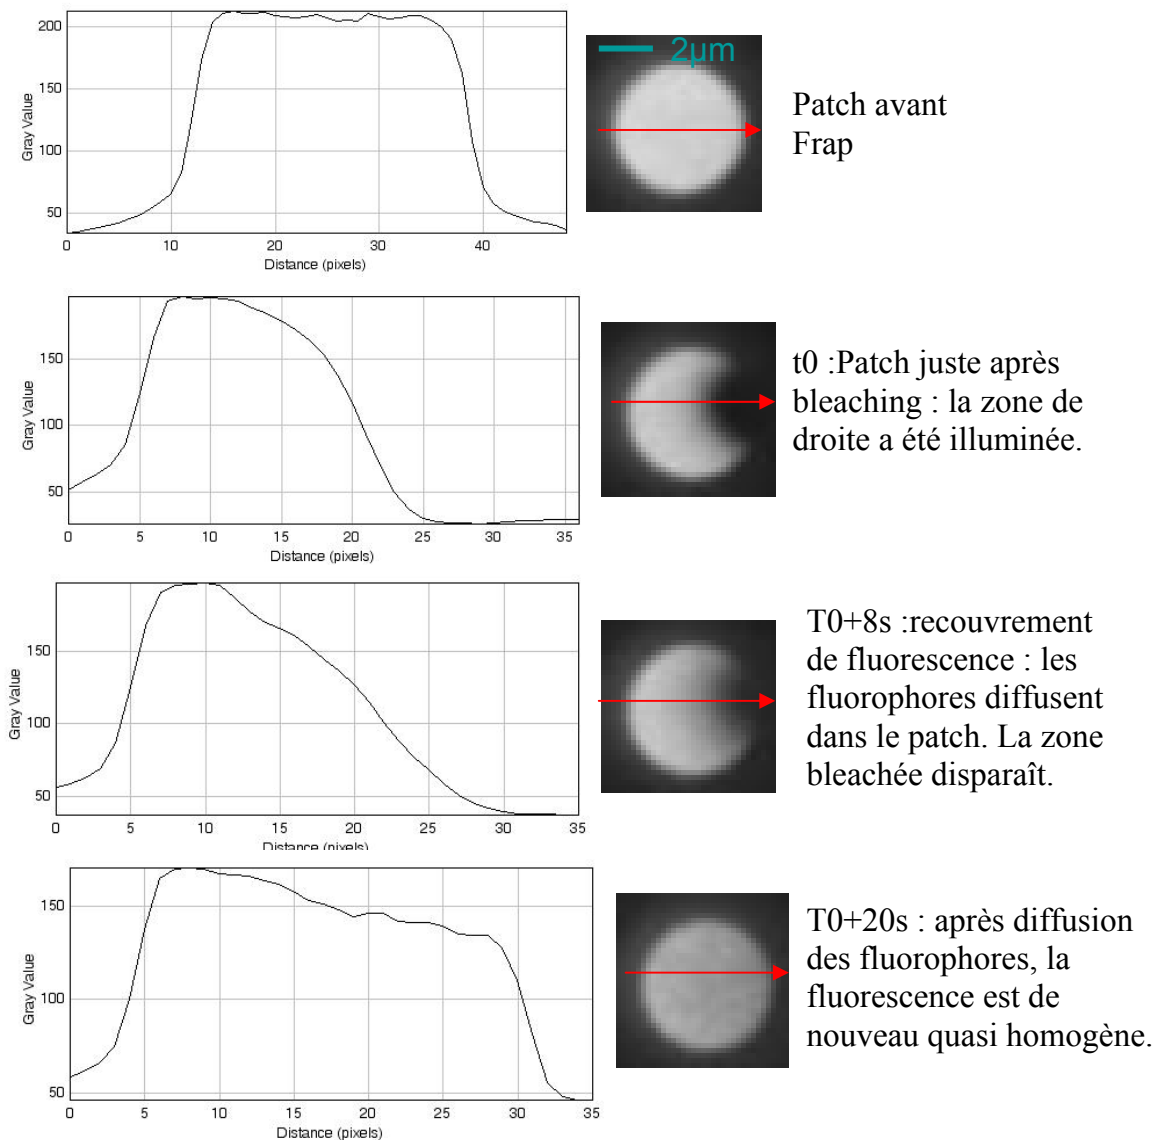 200
150
100
50
Gray Value
0
10
20
30
40
Distance (pixels)
2µm
Patch avant
Frap
150
100
50
Gray Value
0
5
10
15
20
25
30
35
Distance (pixels)
t0 :Patch juste après
bleaching : la zone de
droite a été illuminée.
150
100
50
Gray Value
0
5
10
15
20
25
30
35
Distance (pixels)
T0+8s :recouvrement
de fluorescence : les
fluorophores diffusent
dans le patch. La zone
bleachée disparaît.
150
100
50
Gray Value
0
5
10
15
20
25
30
35
Distance (pixels)
T0+20s : après diffusion
des fluorophores, la
fluorescence est de
nouveau quasi homogène.